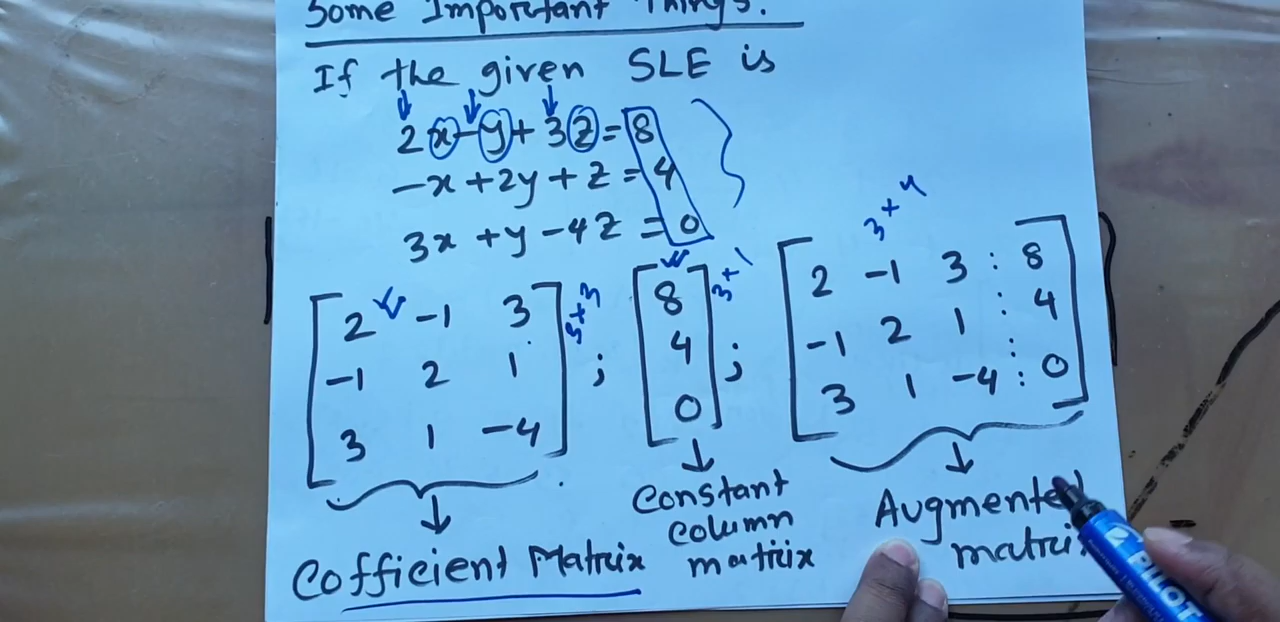 Some Important Things.
If the given SLE is
2x-y+3z=8
-x+2y+z=4
3x+y-4z=0
[2 -1 3] 3×3 ; [8] 3×1 ; [2 -1 3 : 8] 3×4
[-1 2 1] [4] [-1 2 1 : 4]
[3 1 -4] [0] [3 1 -4 : 0]
Cofficient Matrix
Constant
column
matrix
Augmented
matrix
PILOT